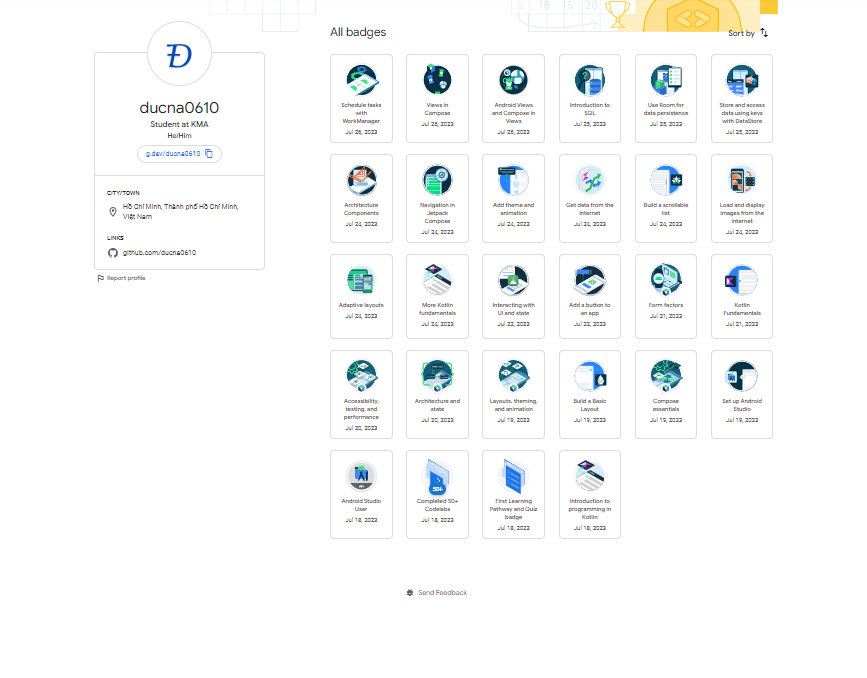 5 10 15 20
<>
All badges
Sort by
Đ
ducna0610
Student at KMA
He/Him
g.dev/ducna0610
CITY/TOWN
Hồ Chí Minh, Thành phố Hồ Chí Minh,
Việt Nam
LINKS
github.com/ducna0610
Report profile
Schedule tasks
with
WorkManager
Jul 26, 2023
Views in
Compose
Jul 26, 2023
Android Views
and Compose in
Views
Jul 26, 2023
Introduction to
SQL
Jul 25, 2023
Use Room for
data persistence
Jul 25, 2023
Store and access
data using keys
with DataStore
Jul 25, 2023
Architecture
Components
Jul 24, 2023
Navigation in
Jetpack
Compose
Jul 24, 2023
Add theme and
animation
Jul 24, 2023
Get data from the
internet
Jul 24, 2023
Build a scrollable
list
Jul 24, 2023
Load and display
images from the
internet
Jul 24, 2023
Adaptive layouts
Jul 24, 2023
More Kotlin
fundamentals
Jul 24, 2023
Interacting with
UI and state
Jul 22, 2023
Add a button to
an app
Jul 22, 2023
Form factors
Jul 21, 2023
Kotlin
Fundamentals
Jul 21, 2023
Accessibility,
testing, and
performance
Jul 20, 2023
Architecture and
state
Jul 20, 2023
Layouts, theming,
and animation
Jul 19, 2023
Build a Basic
Layout
Jul 19, 2023
Compose
essentials
Jul 19, 2023
Set up Android
Studio
Jul 19, 2023
Android Studio
User
Jul 18, 2023
50+
Completed 50+
Codelabs
Jul 18, 2023
First Learning
Pathway and Quiz
badge
Jul 18, 2023
Introduction to
programming in
Kotlin
Jul 18, 2023
Send Feedback